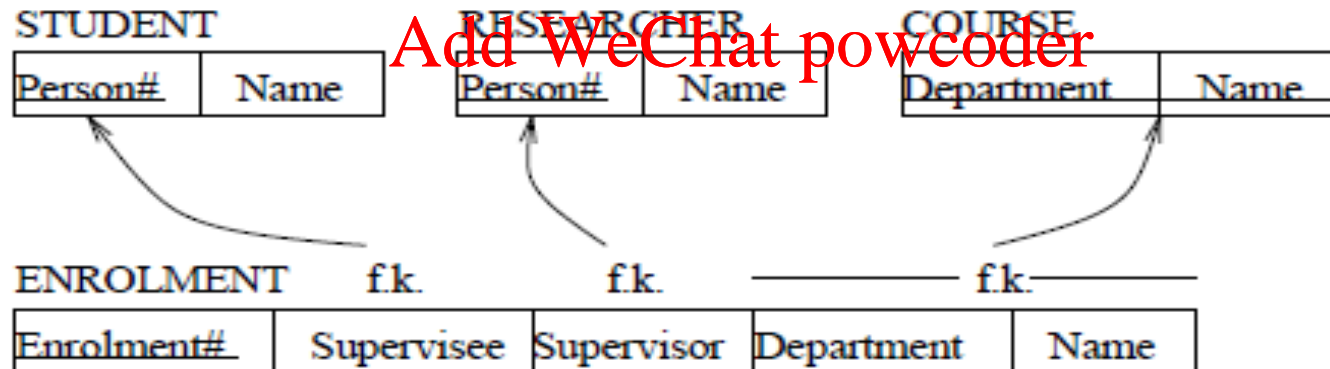 STUDENT RESEARCHER COURSE
Add WeChat powcoder
Person# Name Person# Name Department Name
ENROLMENT f.k. f.k. f.k.
Enrolment# Supervisee Supervisor Department Name